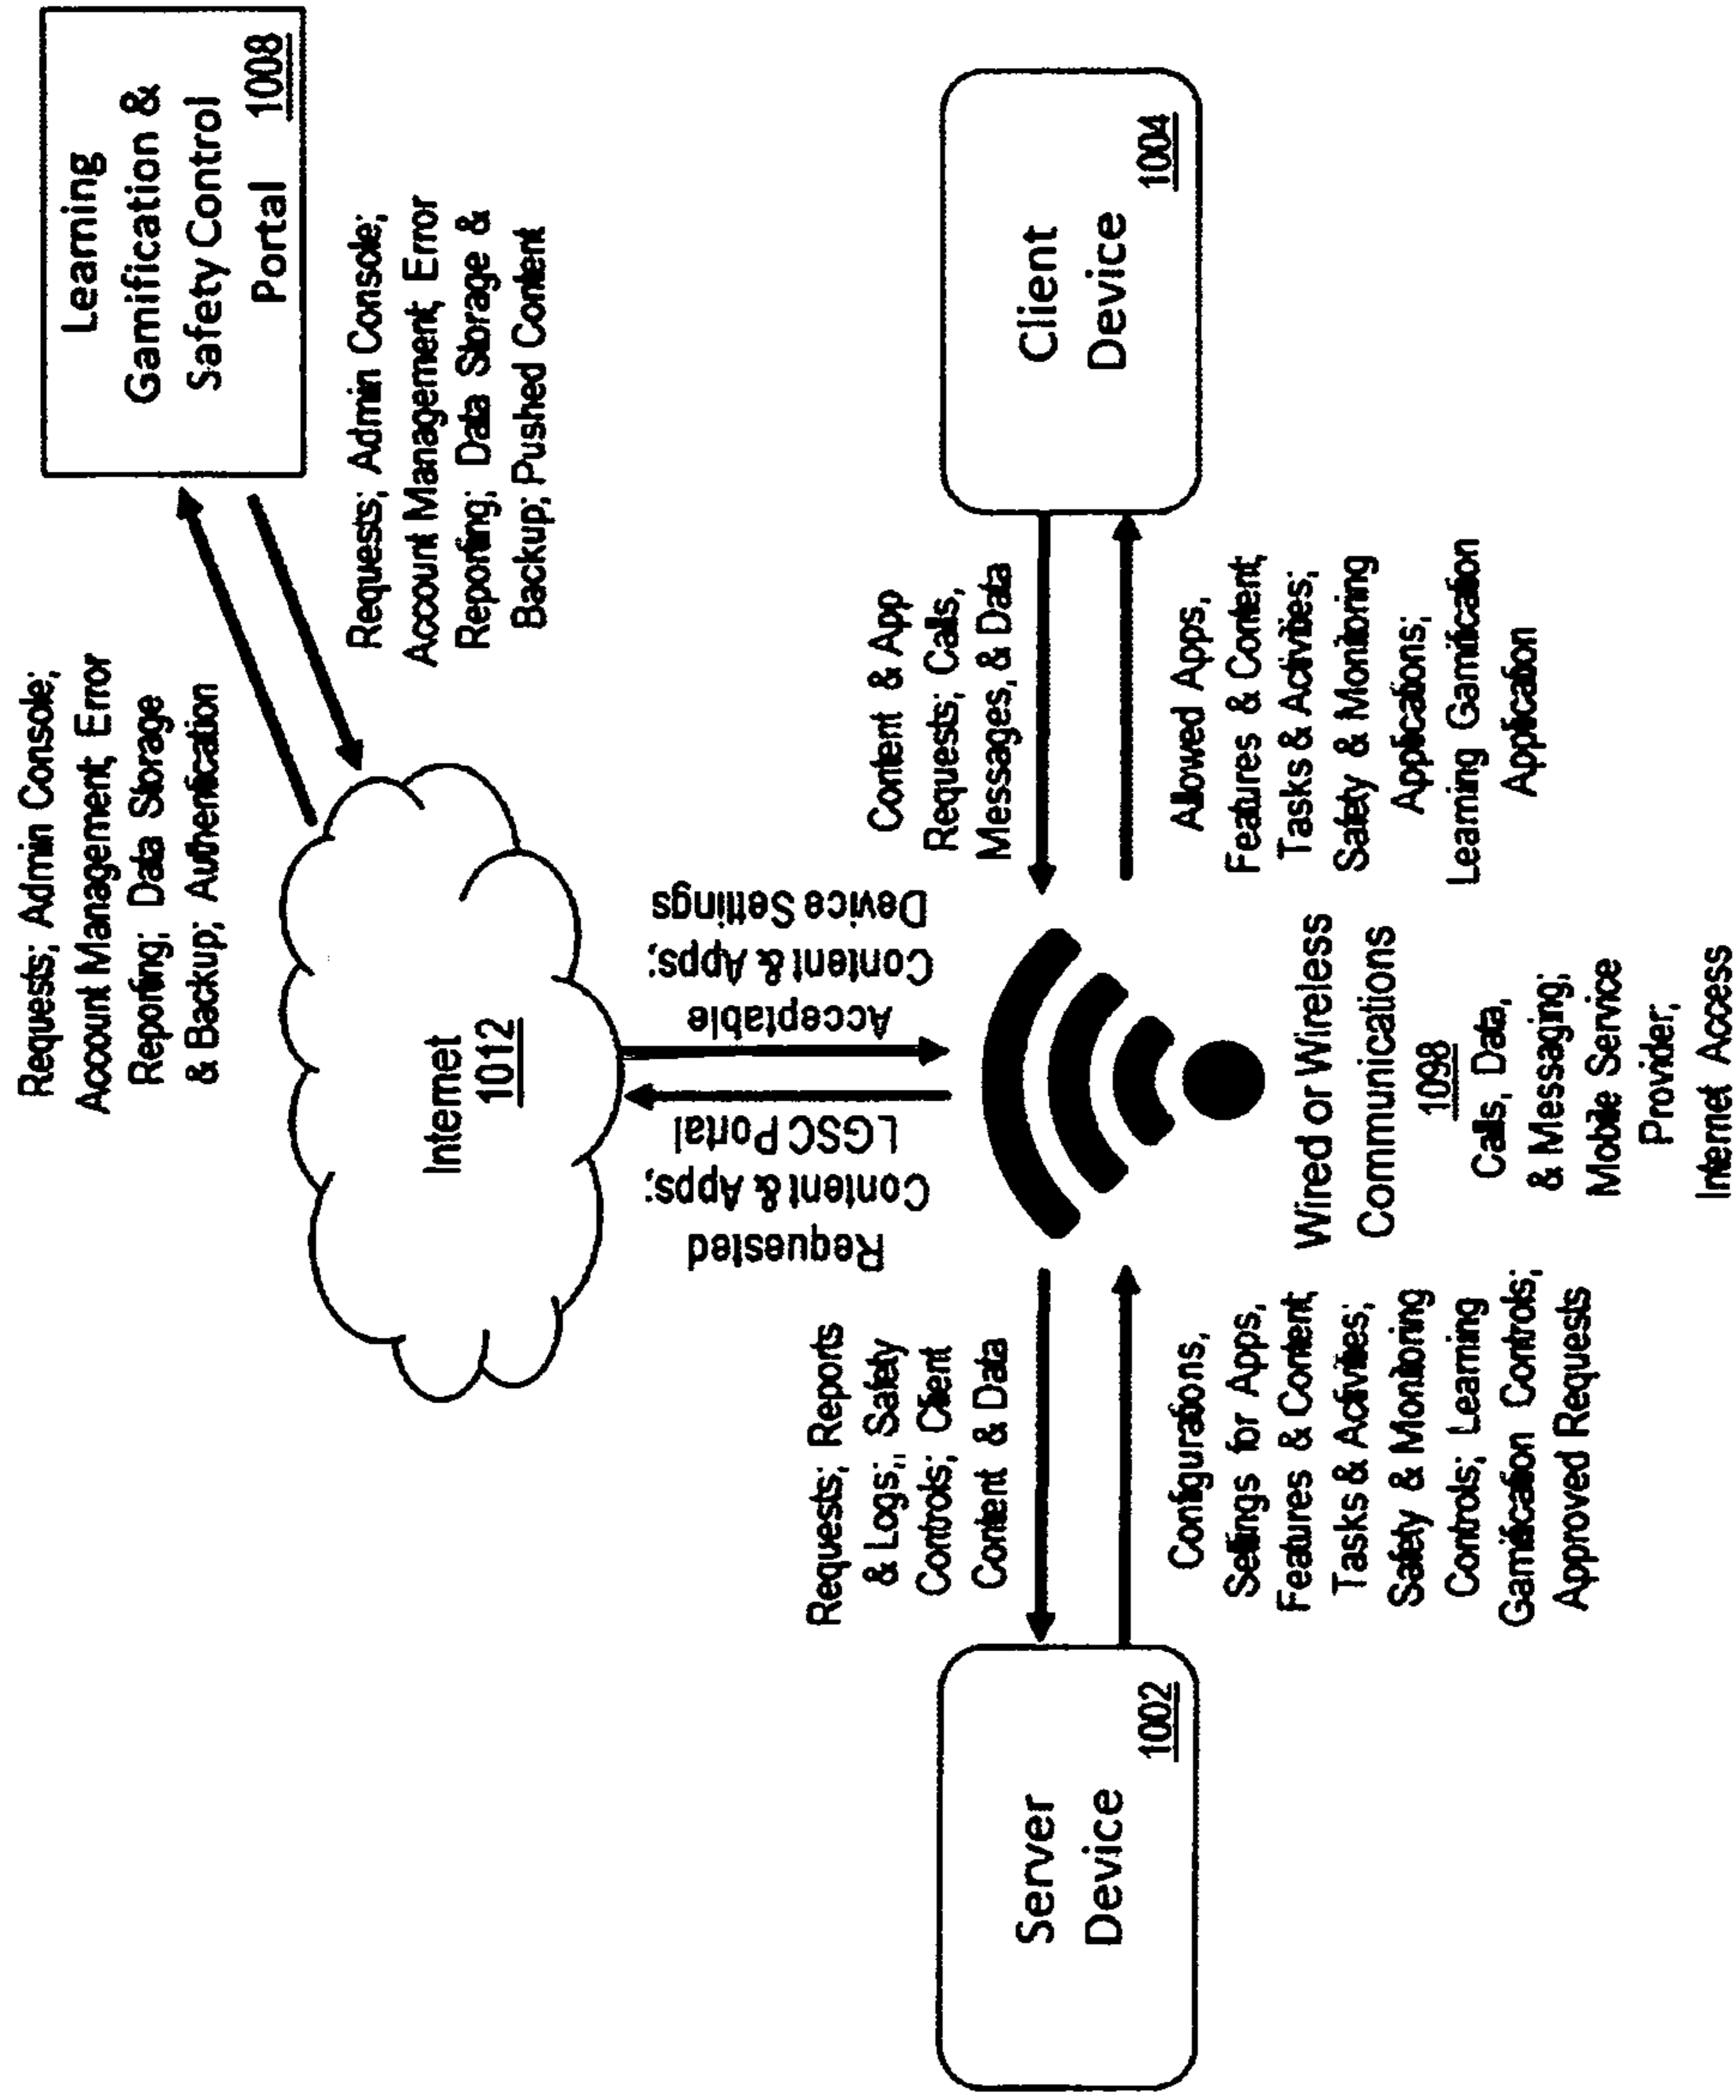 Requests; Admin Console;
Account Management; Error
Reporting; Data Storage
& Backup; Authentication
Learning
Gamification &
Safety Control
Portal 1008
Requests; Admin Console;
Account Management; Error
Reporting; Data Storage &
Backup; Pushed Content
Internet
1012
Requested
Content & Apps;
LGSC Portal
Acceptable
Content & Apps;
Device Settings
Server
Device
1002
Requests; Reports
& Logs;; Safety
Controls; Client
Content & Data
Configurations,
Settings for Apps,
Features & Content;
Tasks & Activities;
Safety & Monitoring
Controls; Learning
Gamification Controls;
Approved Requests
Wired or Wireless
Communications
1098
Calls, Data,
& Messaging;
Mobile Service
Provider;
Internet Access
Content & App
Requests; Calls,
Messages, & Data
Allowed Apps,
Features & Content;
Tasks & Activities;
Safety & Monitoring
Applications;
Learning Gamification
Application
Client
Device
1004